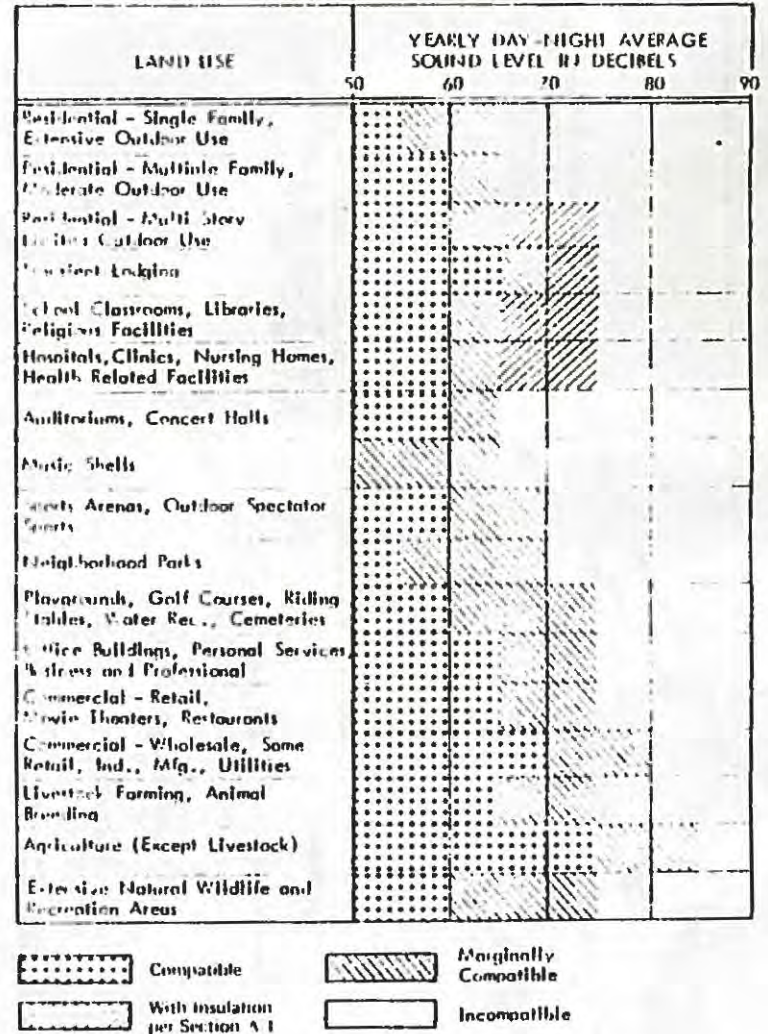 LAND USE
YEARLY DAY-NIGHT AVERAGE
SOUND LEVEL IN DECIBELS
50 60 70 80 90
Residential - Single Family,
Extensive Outdoor Use
Residential - Multiple Family,
Moderate Outdoor Use
Residential - Multi Story
Limited Outdoor Use
Transient Lodging
School Classrooms, Libraries,
Religious Facilities
Hospitals, Clinics, Nursing Homes,
Health Related Facilities
Auditoriums, Concert Halls
Music Shells
Sports Arenas, Outdoor Spectator
Sports
Neighborhood Parks
Playgrounds, Golf Courses, Riding
Stables, Water Rec., Cemeteries
Office Buildings, Personal Services,
Business and Professional
Commercial - Retail,
Movie Theaters, Restaurants
Commercial - Wholesale, Some
Retail, Ind., Mfg., Utilities
Livestock Farming, Animal
Breeding
Agriculture (Except Livestock)
Extensive Natural Wildlife and
Recreation Areas
Compatible
Marginally
Compatible
With Insulation
per Section
Incompatible